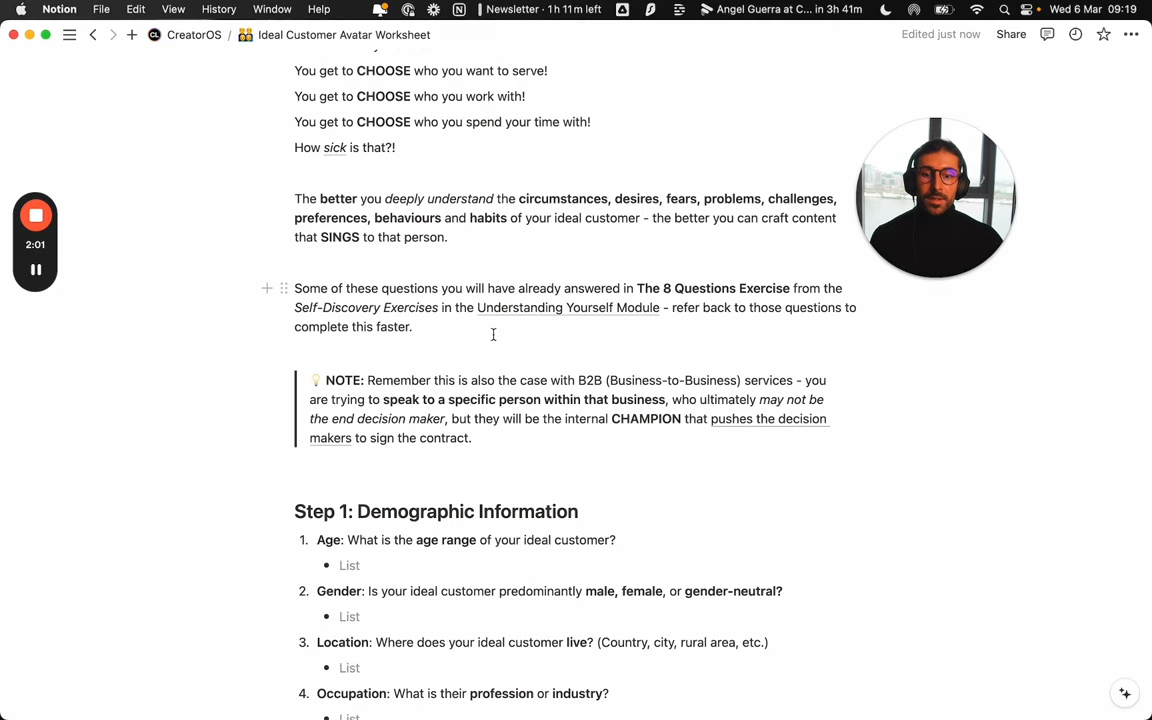 Notion File Edit View History Window Help Newsletter · 1 h 11 m left Angel Guerra at C... in 3h 41m Wed 6 Mar 09:19
CreatorOS / Ideal Customer Avatar Worksheet Edited just now Share
You get to CHOOSE who you want to serve!
You get to CHOOSE who you work with!
You get to CHOOSE who you spend your time with!
How sick is that?!
The better you deeply understand the circumstances, desires, fears, problems, challenges,
preferences, behaviours and habits of your ideal customer - the better you can craft content
that SINGS to that person.
2:01
Some of these questions you will have already answered in The 8 Questions Exercise from the
Self-Discovery Exercises in the Understanding Yourself Module - refer back to those questions to
complete this faster.
💡 NOTE: Remember this is also the case with B2B (Business-to-Business) services - you
are trying to speak to a specific person within that business, who ultimately may not be
the end decision maker, but they will be the internal CHAMPION that pushes the decision
makers to sign the contract.
Step 1: Demographic Information
1. Age: What is the age range of your ideal customer?
• List
2. Gender: Is your ideal customer predominantly male, female, or gender-neutral?
• List
3. Location: Where does your ideal customer live? (Country, city, rural area, etc.)
• List
4. Occupation: What is their profession or industry?
• List